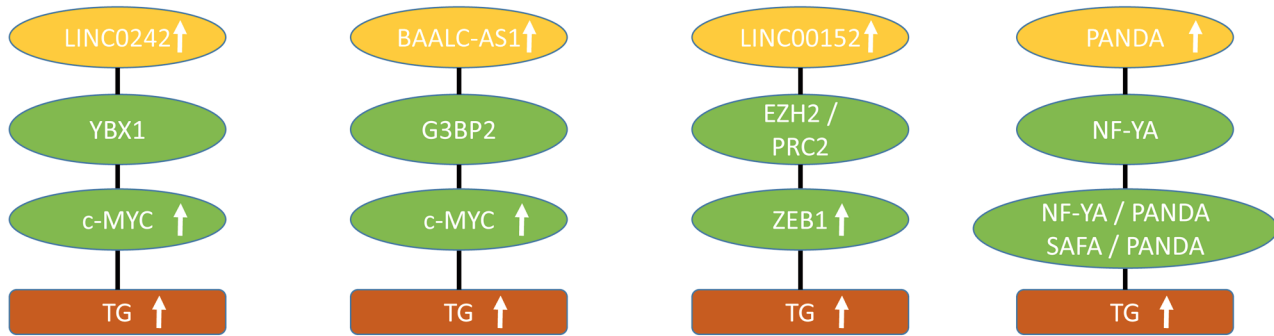 LINC0242
BAALC-AS1
LINC00152
PANDA
YBX1
G3BP2
EZH2 /
PRC2
NF-YA
c-MYC
c-MYC
ZEB1
NF-YA / PANDA
SAFA / PANDA
TG
TG
TG
TG